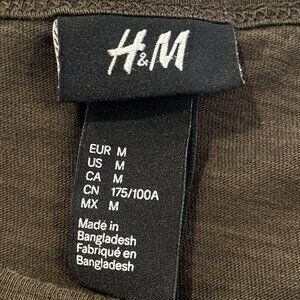 H&M
EUR M
US M
CA M
CN 175/100A
MX M
Made in
Bangladesh
Fabriqué en
Bangladesh